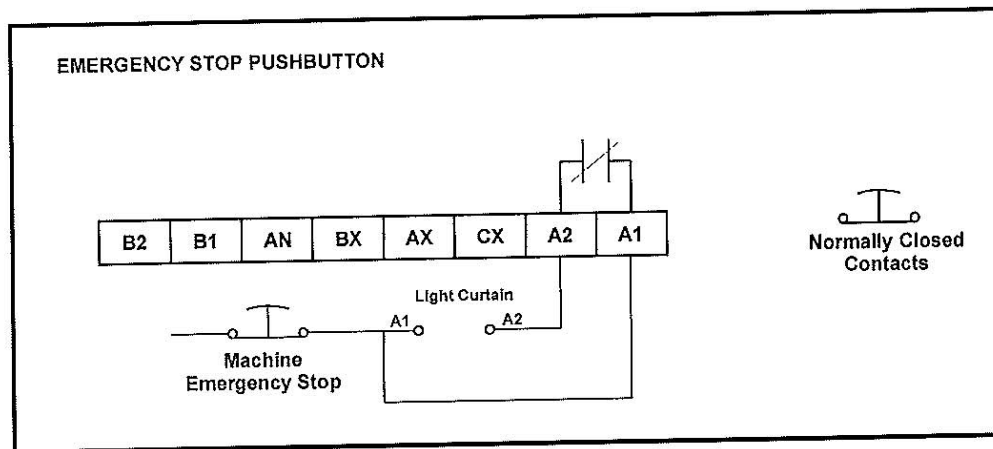 EMERGENCY STOP PUSHBUTTON
B2 B1 AN BX AX CX A2 A1
Normally Closed
Contacts
Light Curtain
A1 A2
Machine
Emergency Stop